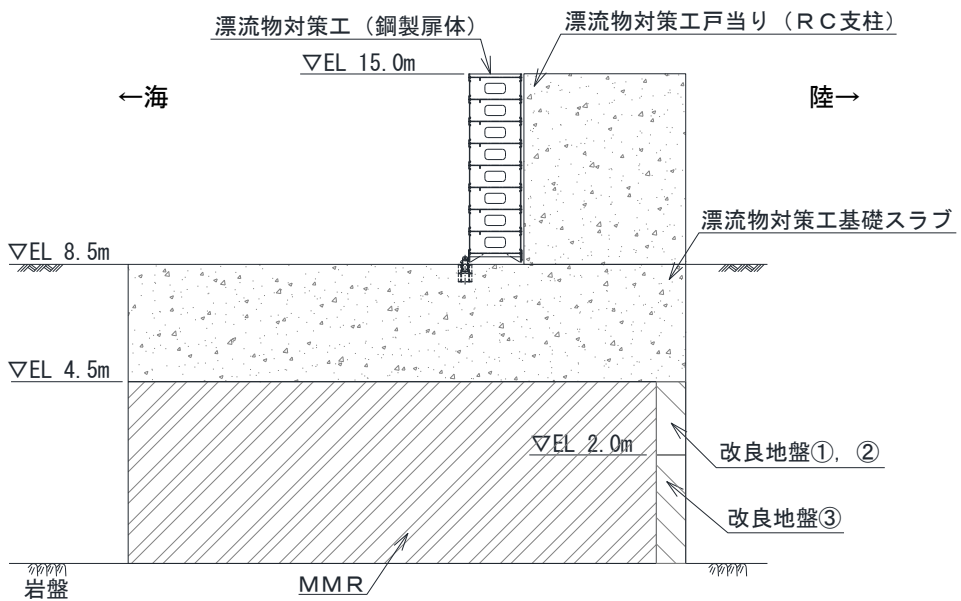 漂流物対策工（鋼製扉体）
漂流物対策工戸当り（ＲＣ支柱）
▽EL 15.0m
←海
陸→
漂流物対策工基礎スラブ
▽EL 8.5m
▽EL 4.5m
▽EL 2.0m
改良地盤①，②
改良地盤③
岩盤
ＭＭＲ